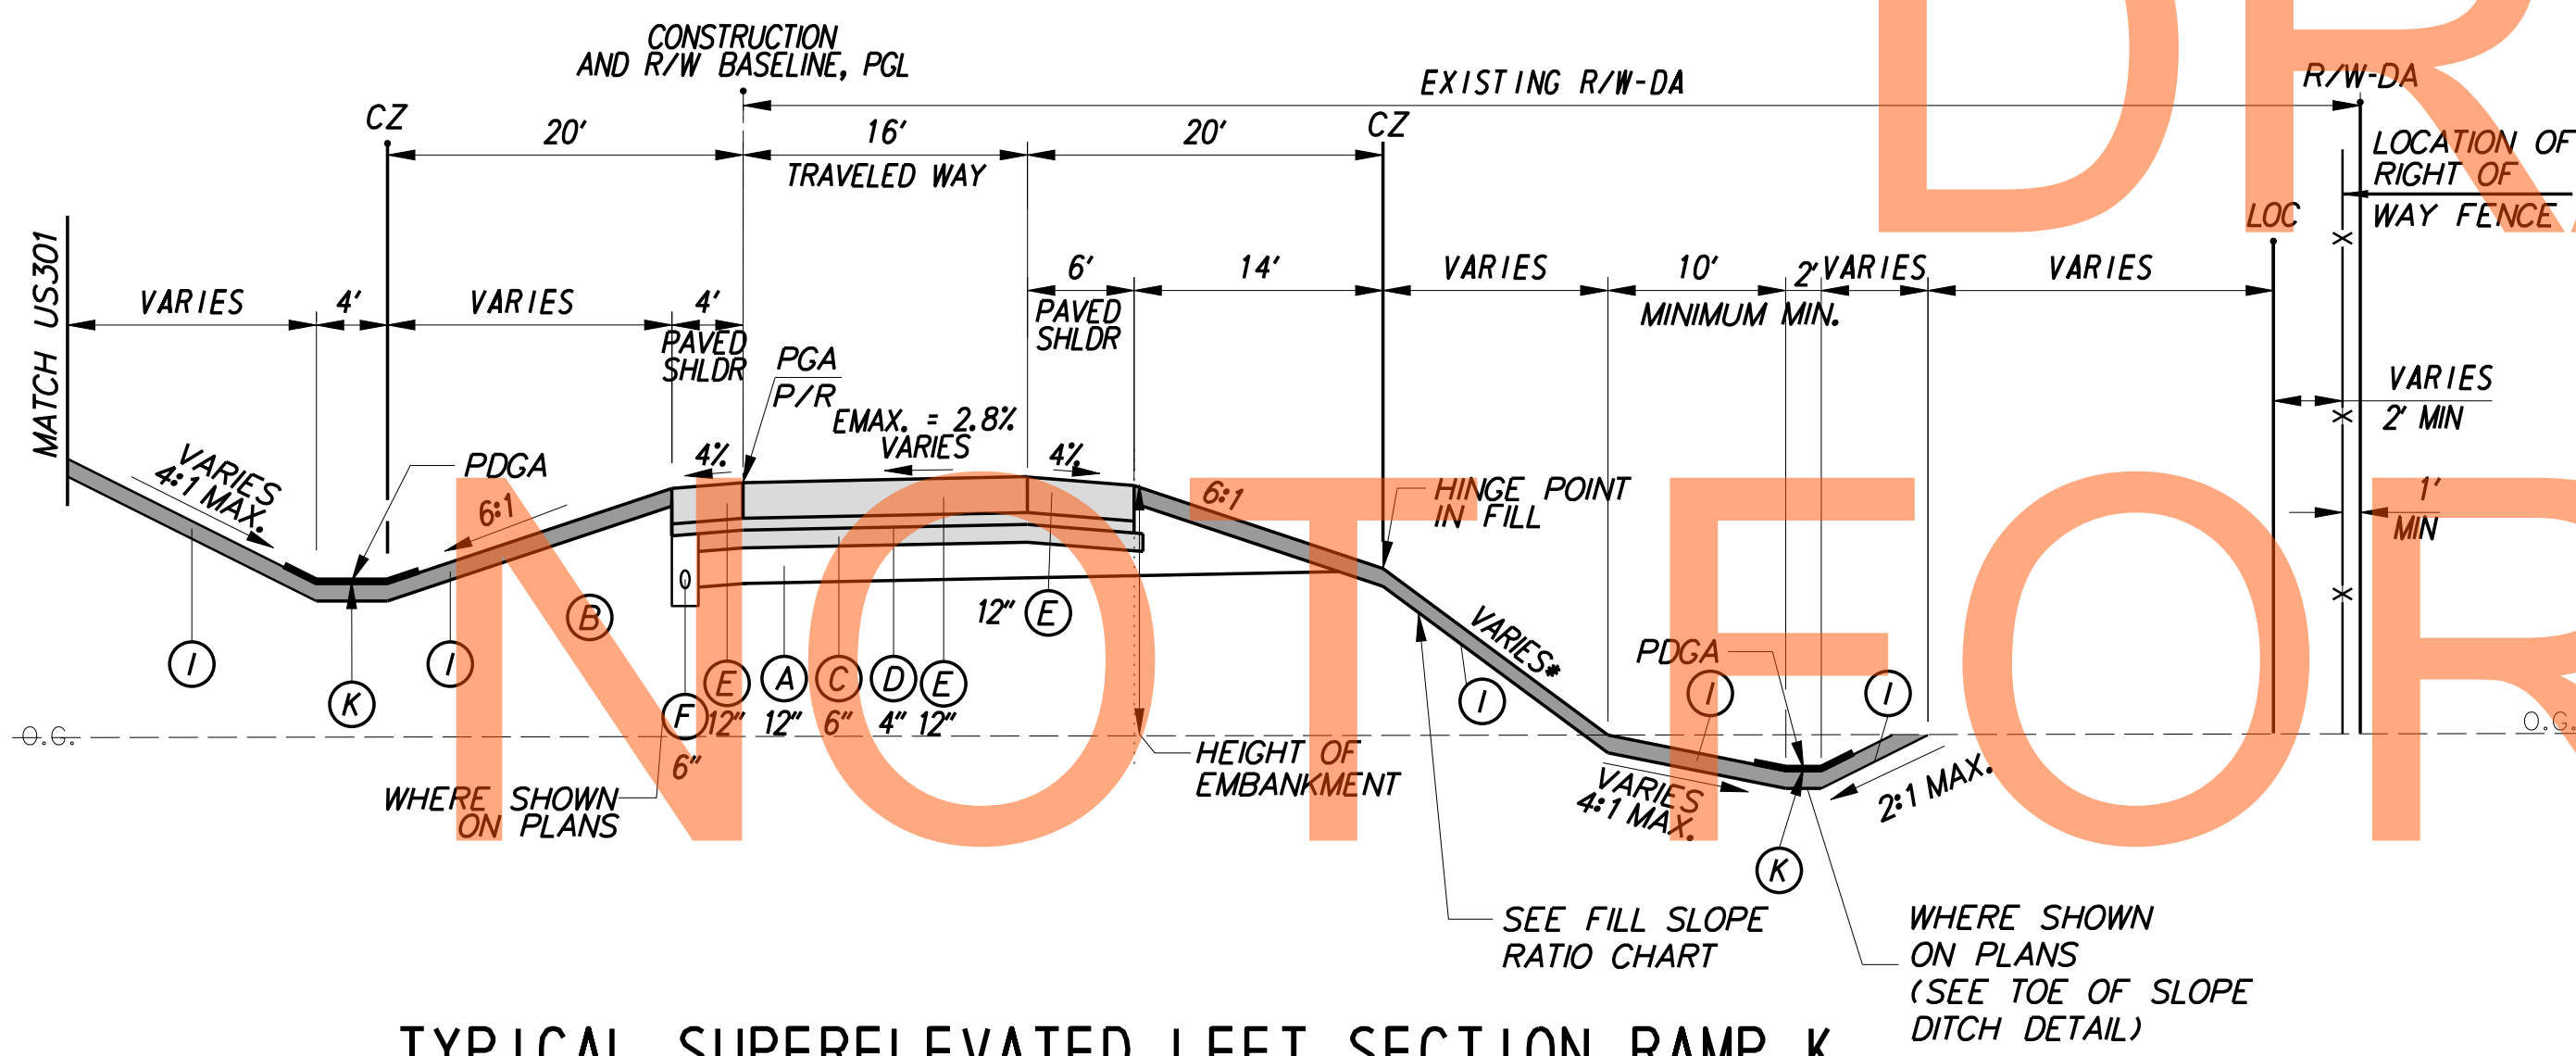 CONSTRUCTION
AND R/W BASELINE, PGL
EXISTING R/W-DA
R/W-DA
CZ
20'
16'
20'
CZ
TRAVELED WAY
LOCATION OF
RIGHT OF
WAY FENCE
LOC
MATCH US301
VARIES
4'
VARIES
4'
PAVED
SHLDR
6'
PAVED
SHLDR
14'
VARIES
10'
MINIMUM
2'
MIN.
VARIES
VARIES
VARIES
2' MIN
1'
MIN
PGA
P/R
EMAX. = 2.8%
VARIES
4%
4%
VARIES
4:1 MAX.
PDGA
6:1
6:1
HINGE POINT
IN FILL
VARIES*
I
K
I
B
F
6"
E
12"
A
12"
C
6"
D
4"
E
12"
12" E
I
PDGA
I
I
O.G.
O.G.
HEIGHT OF
EMBANKMENT
WHERE SHOWN
ON PLANS
VARIES
4:1 MAX.
2:1 MAX.
K
SEE FILL SLOPE
RATIO CHART
WHERE SHOWN
ON PLANS
(SEE TOE OF SLOPE
DITCH DETAIL)
TYPICAL SUPERELEVATED LEFT SECTION RAMP K
NOT FOR